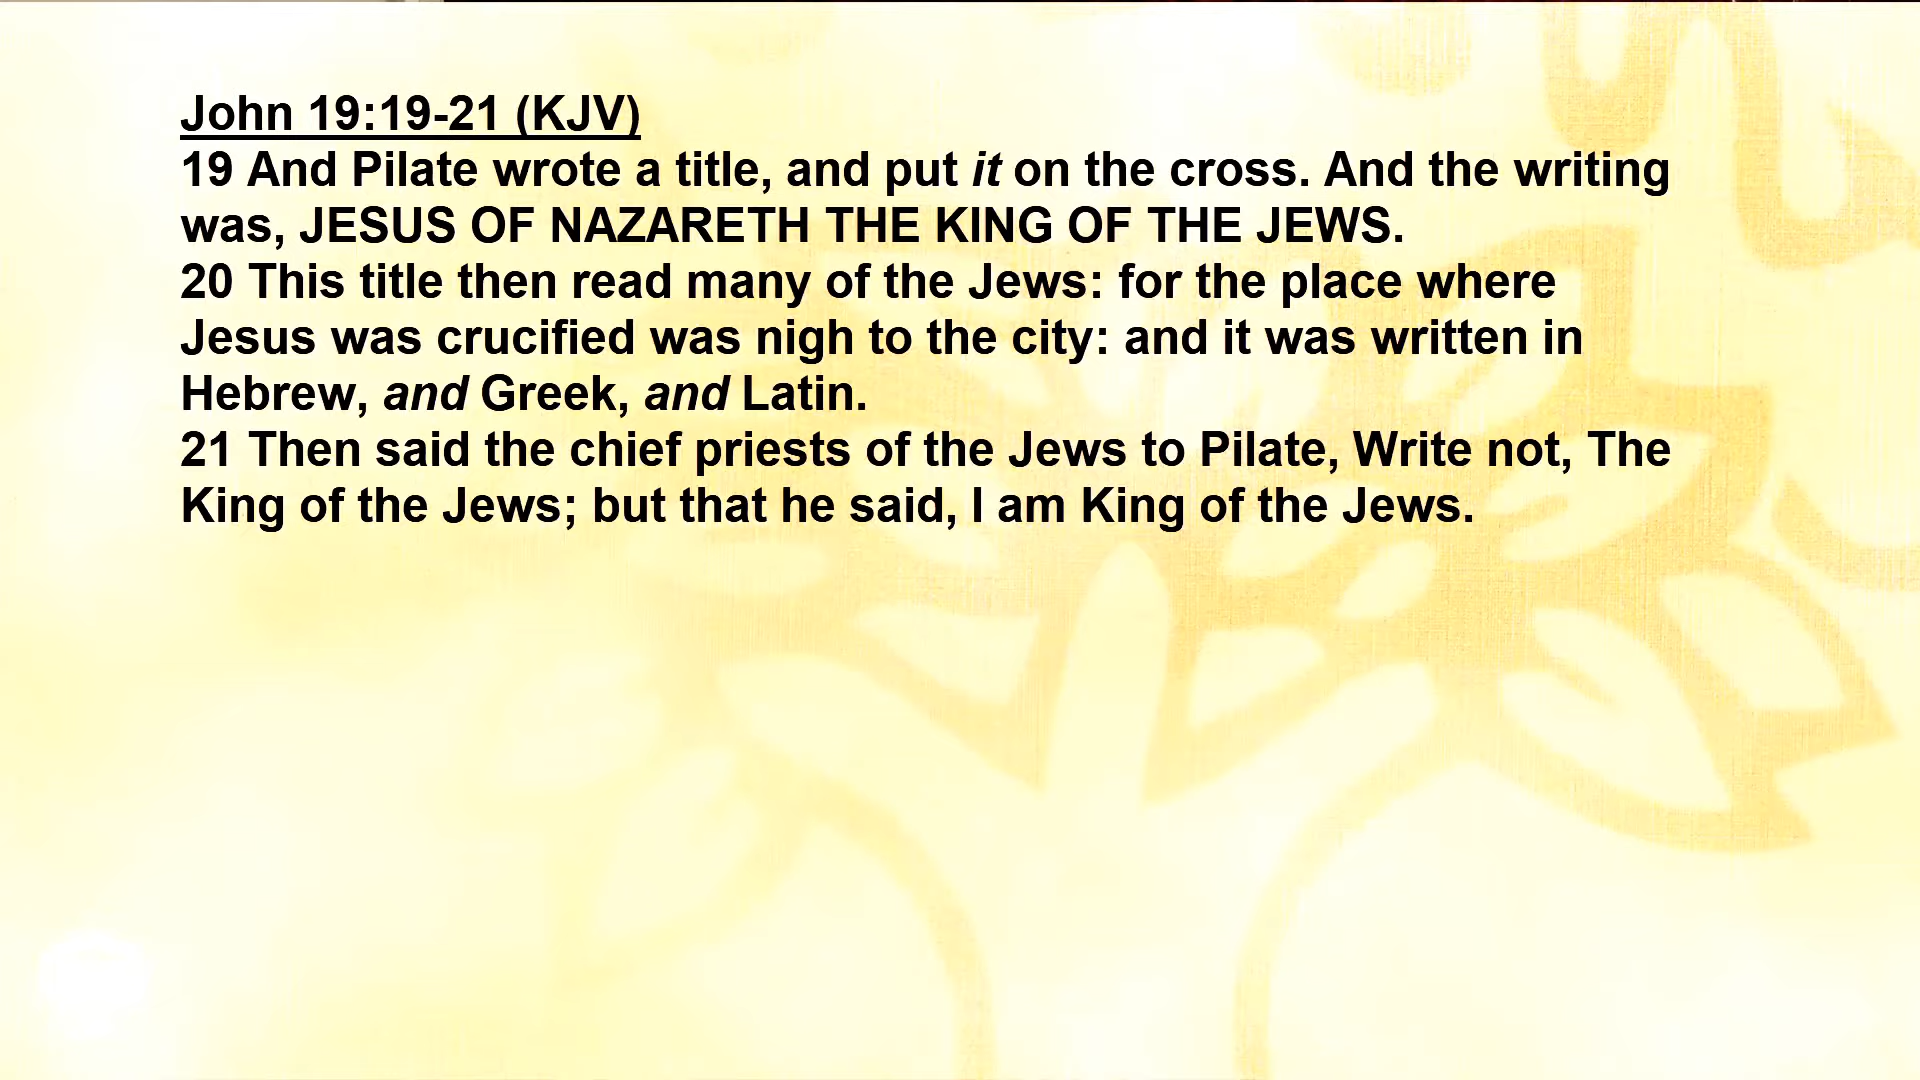 John 19:19-21 (KJV)
19 And Pilate wrote a title, and put it on the cross. And the writing
was, JESUS OF NAZARETH THE KING OF THE JEWS.
20 This title then read many of the Jews: for the place where
Jesus was crucified was nigh to the city: and it was written in
Hebrew, and Greek, and Latin.
21 Then said the chief priests of the Jews to Pilate, Write not, The
King of the Jews; but that he said, I am King of the Jews.